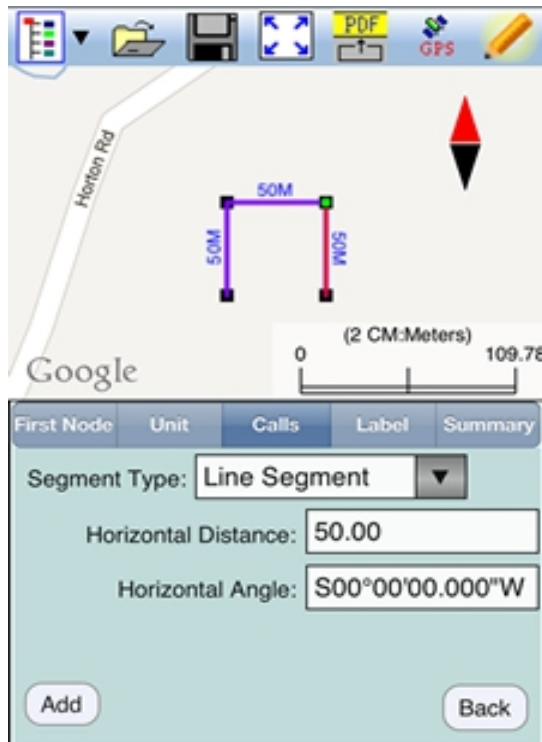 PDF
GPS
Horton Rd
50M
50M
50M
(2 CM:Meters)
0 109.78
Google
First Node Unit Calls Label Summary
Segment Type: Line Segment
Horizontal Distance: 50.00
Horizontal Angle: S00°00'00.000"W
Add Back